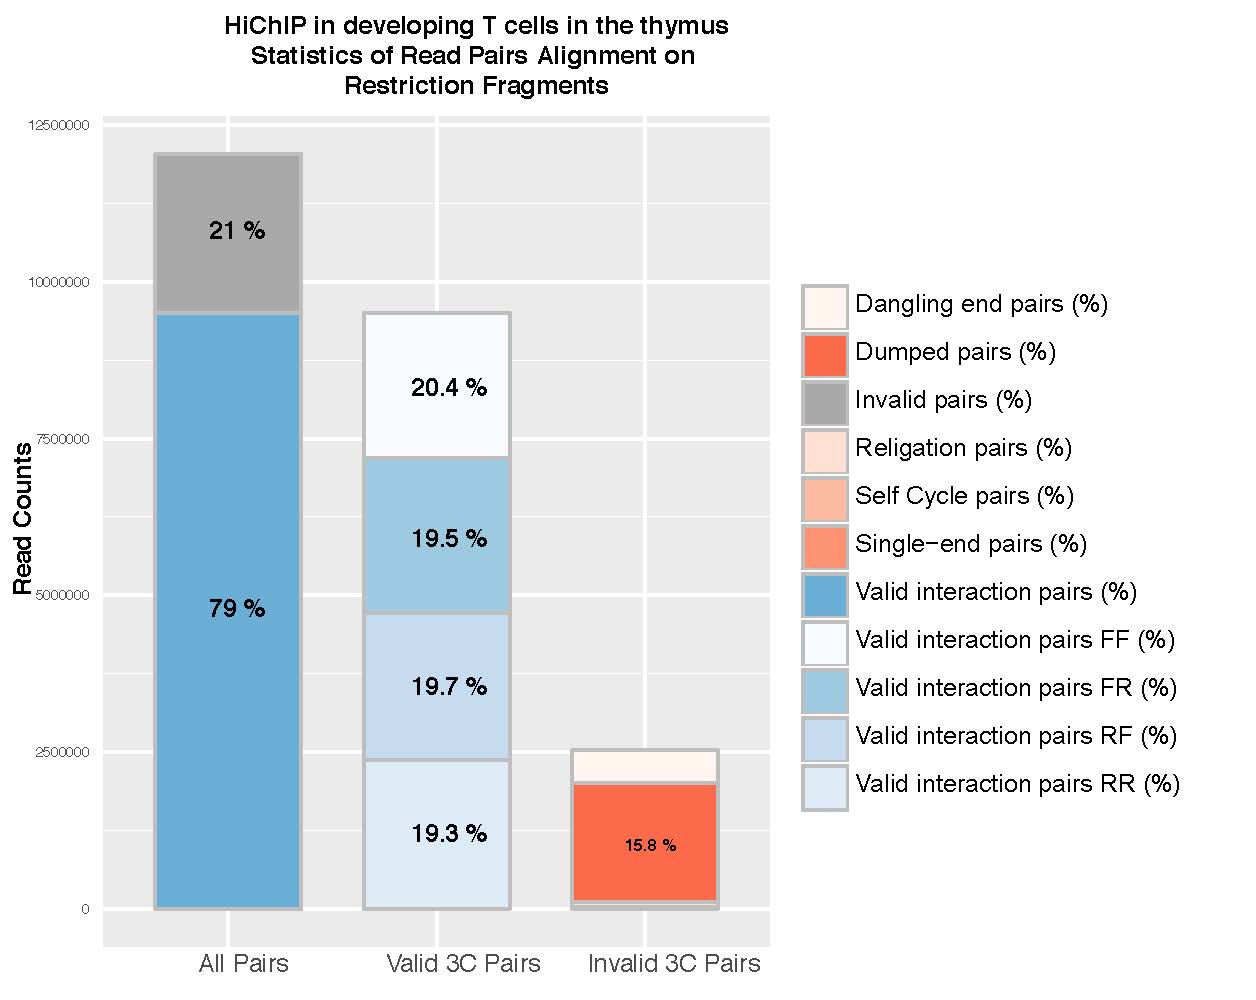 HiChIP in developing T cells in the thymus
Statistics of Read Pairs Alignment on
Restriction Fragments
Read Counts
12500000
10000000
7500000
5000000
2500000
0
21 %
79 %
20.4 %
19.5 %
19.7 %
19.3 %
15.8 %
All Pairs
Valid 3C Pairs
Invalid 3C Pairs
Dangling end pairs (%)
Dumped pairs (%)
Invalid pairs (%)
Religation pairs (%)
Self Cycle pairs (%)
Single−end pairs (%)
Valid interaction pairs (%)
Valid interaction pairs FF (%)
Valid interaction pairs FR (%)
Valid interaction pairs RF (%)
Valid interaction pairs RR (%)